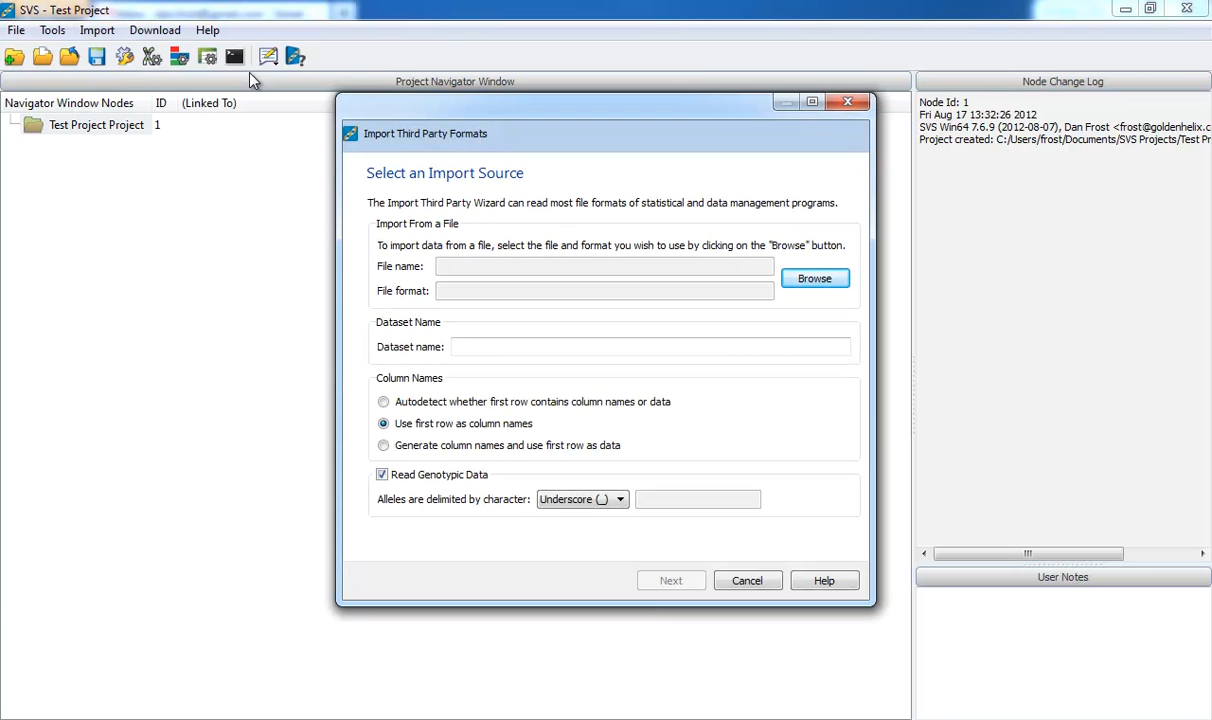 SVS - Test Project
File Tools Import Download Help
Project Navigator Window
Node Change Log
Navigator Window Nodes ID (Linked To)
Test Project Project 1
Node Id: 1
Fri Aug 17 13:32:26 2012
SVS Win64 7.6.9 (2012-08-07), Dan Frost <frost@goldenhelix.c
Project created: C:/Users/frost/Documents/SVS Projects/Test Pr
Import Third Party Formats
Select an Import Source
The Import Third Party Wizard can read most file formats of statistical and data management programs.
Import From a File
To import data from a file, select the file and format you wish to use by clicking on the "Browse" button.
File name:
Browse
File format:
Dataset Name
Dataset name:
Column Names
Autodetect whether first row contains column names or data
Use first row as column names
Generate column names and use first row as data
Read Genotypic Data
Alleles are delimited by character: Underscore (_)
Next Cancel Help
User Notes